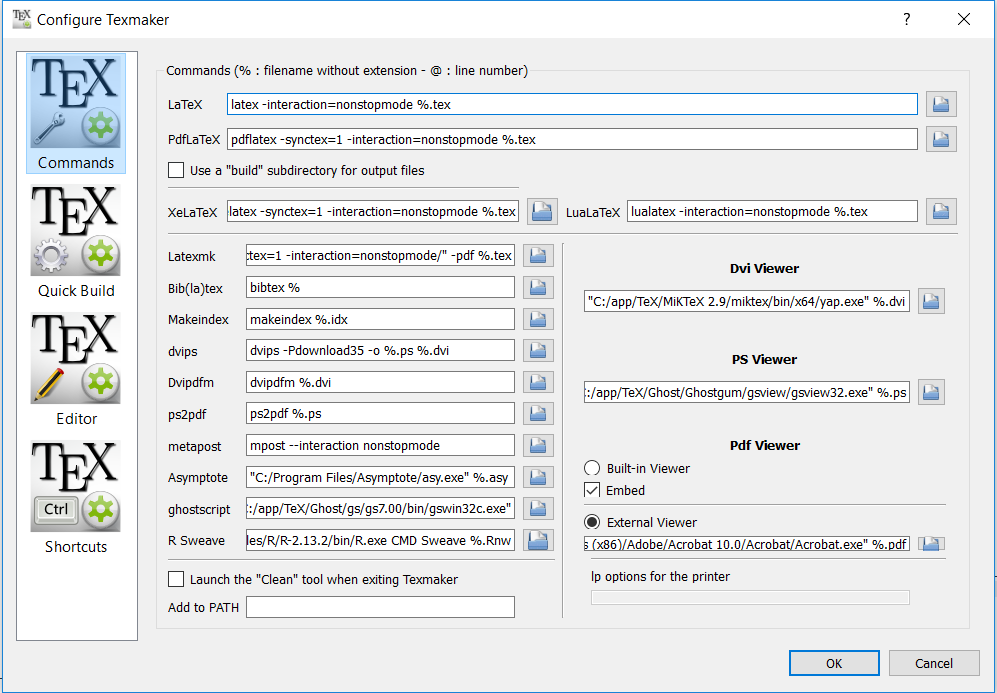 TEX Configure Texmaker ?
TEX
Commands
TEX
Quick Build
TEX
Editor
TEX
Ctrl
Shortcuts
Commands (% : filename without extension - @ : line number)
LaTeX latex -interaction=nonstopmode %.tex
PdfLaTeX pdflatex -synctex=1 -interaction=nonstopmode %.tex
Use a "build" subdirectory for output files
XeLaTeX latex -synctex=1 -interaction=nonstopmode %.tex LuaLaTeX lualatex -interaction=nonstopmode %.tex
Latexmk tex=1 -interaction=nonstopmode/" -pdf %.tex
Bib(la)tex bibtex %
Makeindex makeindex %.idx
dvips dvips -Pdownload35 -o %.ps %.dvi
Dvipdfm dvipdfm %.dvi
ps2pdf ps2pdf %.ps
metapost mpost --interaction nonstopmode
Asymptote "C:/Program Files/Asymptote/asy.exe" %.asy
ghostscript :/app/TeX/Ghost/gs/gs7.00/bin/gswin32c.exe"
R Sweave les/R/R-2.13.2/bin/R.exe CMD Sweave %.Rnw
Launch the "Clean" tool when exiting Texmaker
Add to PATH
Dvi Viewer
"C:/app/TeX/MiKTeX 2.9/miktex/bin/x64/yap.exe" %.dvi
PS Viewer
:/app/TeX/Ghost/Ghostgum/gsview/gsview32.exe" %.ps
Pdf Viewer
Built-in Viewer
Embed
External Viewer
s (x86)/Adobe/Acrobat 10.0/Acrobat/Acrobat.exe" %.pdf
lp options for the printer
OK Cancel